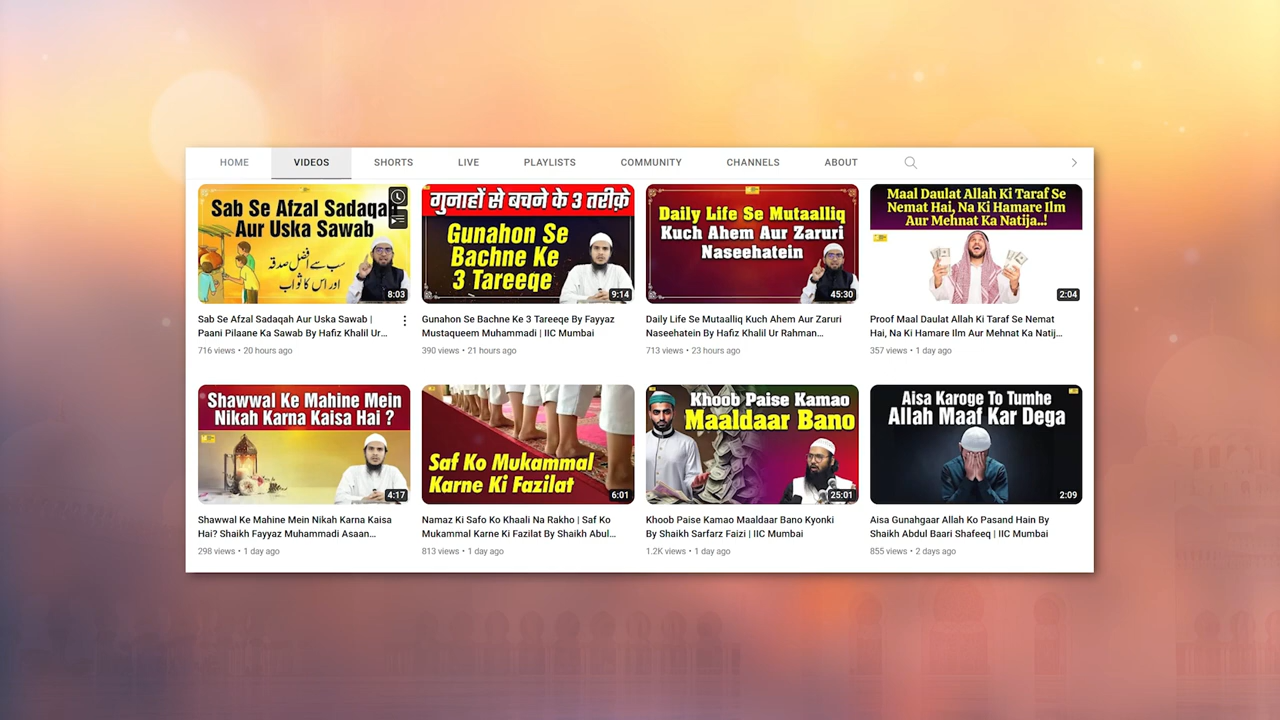 HOME VIDEOS SHORTS LIVE PLAYLISTS COMMUNITY CHANNELS ABOUT
Sab Se Afzal Sadaqah
Aur Uska Sawab
سب سے افضل صدقہ
اور اس کا ثواب
8:03
गुनाहों से बचने के 3 तरीक़े
Gunahon Se
Bachne Ke
3 Tareeqe
9:14
Daily Life Se Mutaalliq
Kuch Ahem Aur Zaruri
Naseehatein
45:30
Maal Daulat Allah Ki Taraf Se
Nemat Hai, Na Ki Hamare Ilm
Aur Mehnat Ka Natija..!
2:04
Sab Se Afzal Sadaqah Aur Uska Sawab |
Paani Pilaane Ka Sawab By Hafiz Khalil Ur...
716 views • 20 hours ago
Gunahon Se Bachne Ke 3 Tareeqe By Fayyaz
Mustaqueem Muhammadi | IIC Mumbai
390 views • 21 hours ago
Daily Life Se Mutaalliq Kuch Ahem Aur Zaruri
Naseehatein By Hafiz Khalil Ur Rahman...
713 views • 23 hours ago
Proof Maal Daulat Allah Ki Taraf Se Nemat
Hai, Na Ki Hamare Ilm Aur Mehnat Ka Natij...
357 views • 1 day ago
Shawwal Ke Mahine Mein
Nikah Karna Kaisa Hai ?
4:17
Saf Ko Mukammal
Karne Ki Fazilat
6:01
Khoob Paise Kamao
Maaldaar Bano
25:01
Aisa Karoge To Tumhe
Allah Maaf Kar Dega
2:09
Shawwal Ke Mahine Mein Nikah Karna Kaisa
Hai? Shaikh Fayyaz Muhammadi Asaan...
298 views • 1 day ago
Namaz Ki Safo Ko Khaali Na Rakho | Saf Ko
Mukammal Karne Ki Fazilat By Shaikh Abul...
813 views • 1 day ago
Khoob Paise Kamao Maaldaar Bano Kyonki
By Shaikh Sarfarz Faizi | IIC Mumbai
1.2K views • 1 day ago
Aisa Gunahgaar Allah Ko Pasand Hain By
Shaikh Abdul Baari Shafeeq | IIC Mumbai
855 views • 2 days ago